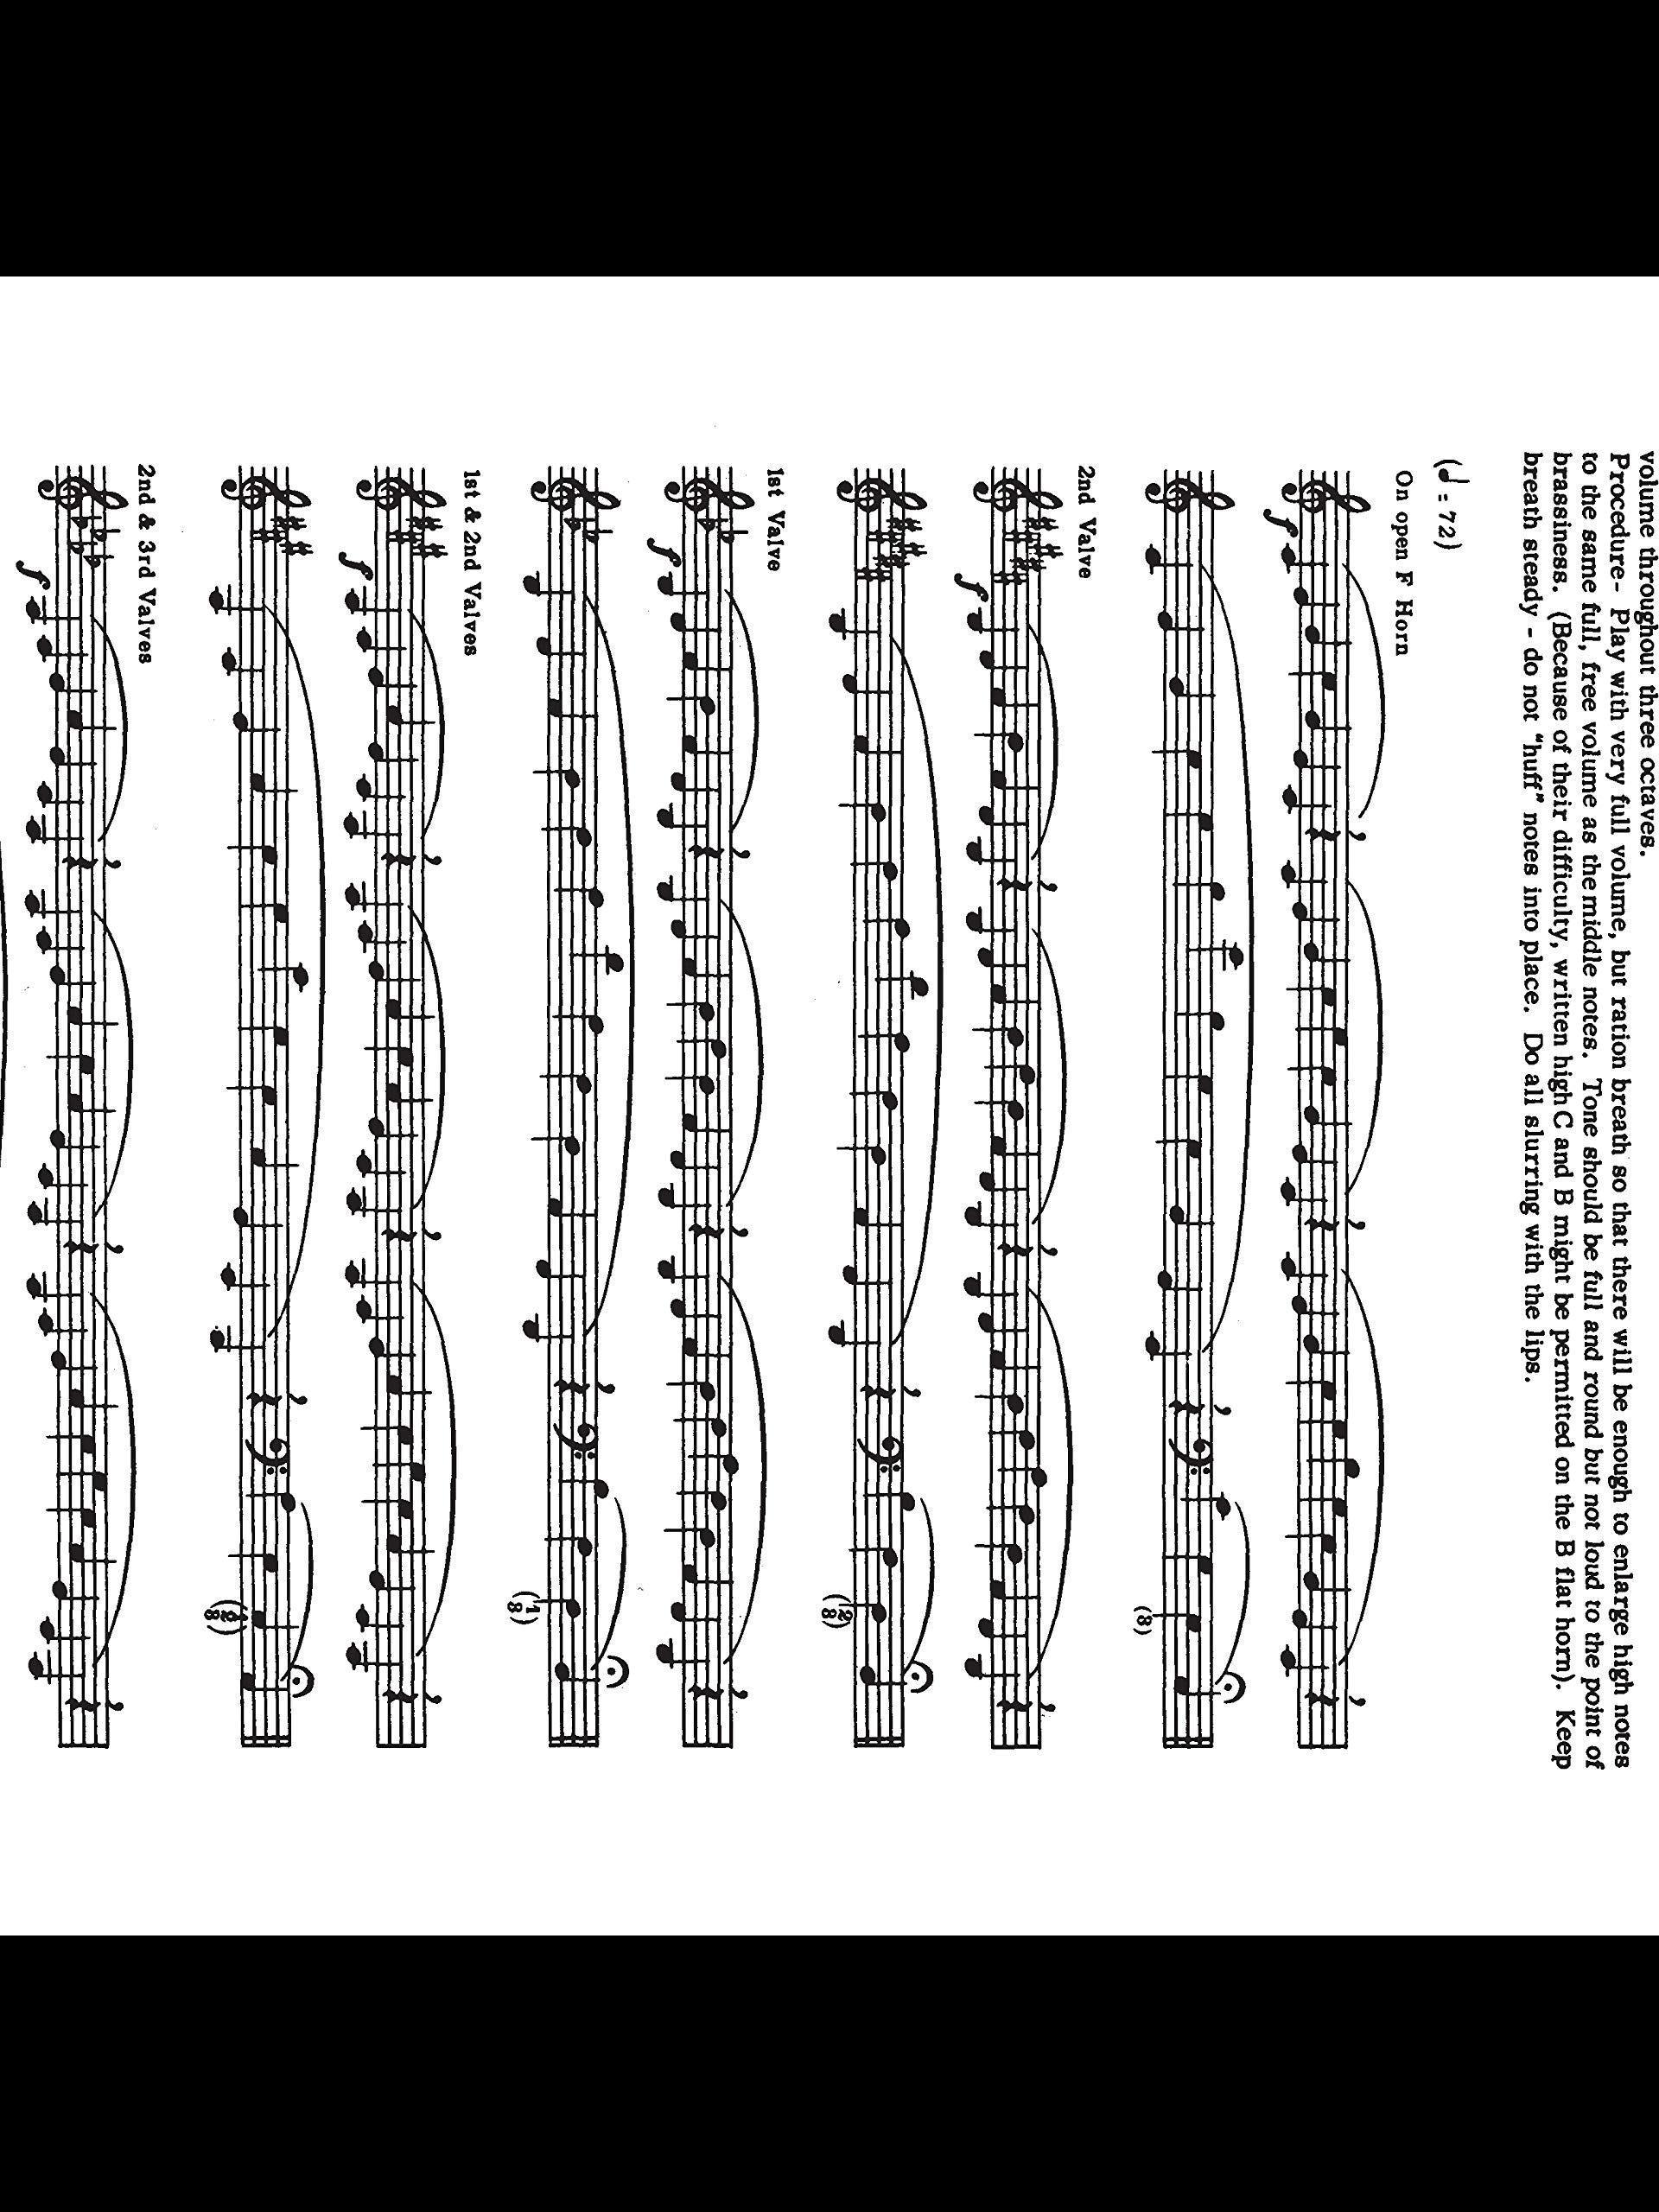 volume throughout three octaves.
Procedure- Play with very full volume, but ration breath so that there will be enough to enlarge high notes
to the same full, free volume as the middle notes. Tone should be full and round but not loud to the point of
brassiness. (Because of their difficulty, written high C and B might be permitted on the B flat horn). Keep
breath steady - do not "huff" notes into place. Do all slurring with the lips.
(𝅗𝅥 = 72)
On open F Horn
f
(8)
2nd Valve
f
(2
8)
1st Valve
f
(1
8)
1st & 2nd Valves
f
2nd & 3rd Valves
f